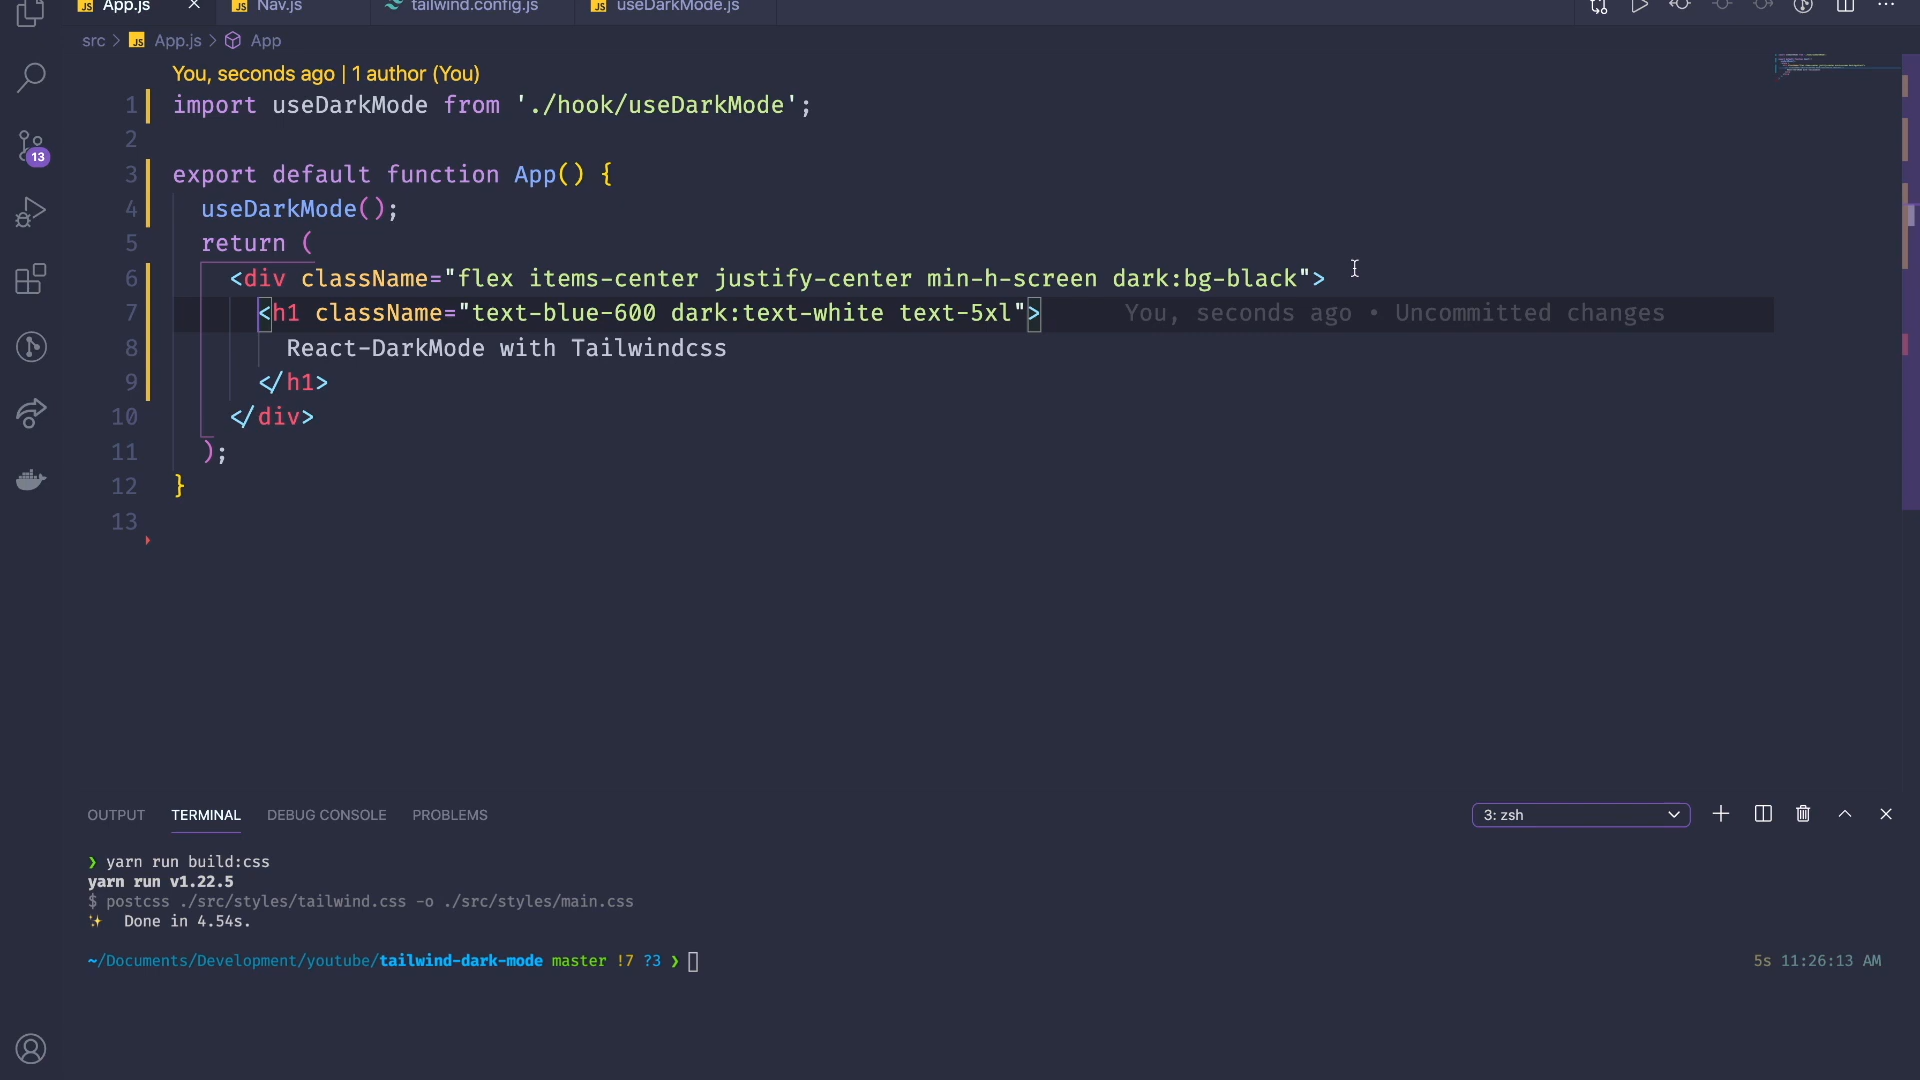 App.js
Nav.js
tailwind.config.js
useDarkMode.js
src > JS App.js > App
You, seconds ago | 1 author (You)
1 import useDarkMode from './hook/useDarkMode';
2
3 export default function App() {
4 useDarkMode();
5 return (
6 <div className="flex items-center justify-center min-h-screen dark:bg-black">
7 <h1 className="text-blue-600 dark:text-white text-5xl"> You, seconds ago • Uncommitted changes
8 React-DarkMode with Tailwindcss
9 </h1>
10 </div>
11 );
12 }
13
13
OUTPUT TERMINAL DEBUG CONSOLE PROBLEMS 3: zsh
❯ yarn run build:css
yarn run v1.22.5
$ postcss ./src/styles/tailwind.css -o ./src/styles/main.css
✨ Done in 4.54s.
~/Documents/Development/youtube/tailwind-dark-mode master !7 ?3 ❯ 5s 11:26:13 AM